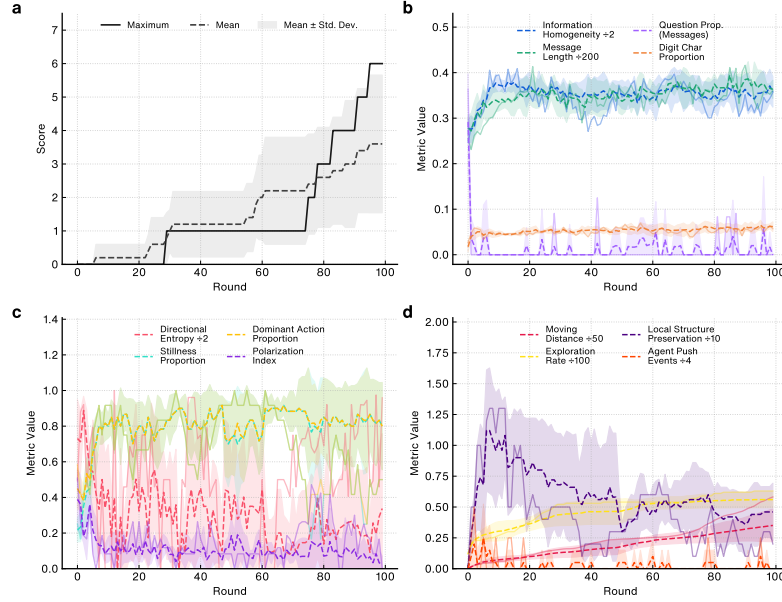 a
Maximum
Mean
Mean ± Std. Dev.
7
6
5
4
3
2
1
0
Score
0
20
40
60
80
100
Round
b
Information
Homogeneity ÷2
Message
Length ÷200
Question Prop.
(Messages)
Digit Char
Proportion
0.5
0.4
0.3
0.2
0.1
0.0
Metric Value
0
20
40
60
80
100
Round
c
Directional
Entropy ÷2
Stillness
Proportion
Dominant Action
Proportion
Polarization
Index
1.4
1.2
1.0
0.8
0.6
0.4
0.2
0.0
Metric Value
0
20
40
60
80
100
Round
d
Moving
Distance ÷50
Exploration
Rate ÷100
Local Structure
Preservation ÷10
Agent Push
Events ÷4
2.00
1.75
1.50
1.25
1.00
0.75
0.50
0.25
0.00
Metric Value
0
20
40
60
80
100
Round